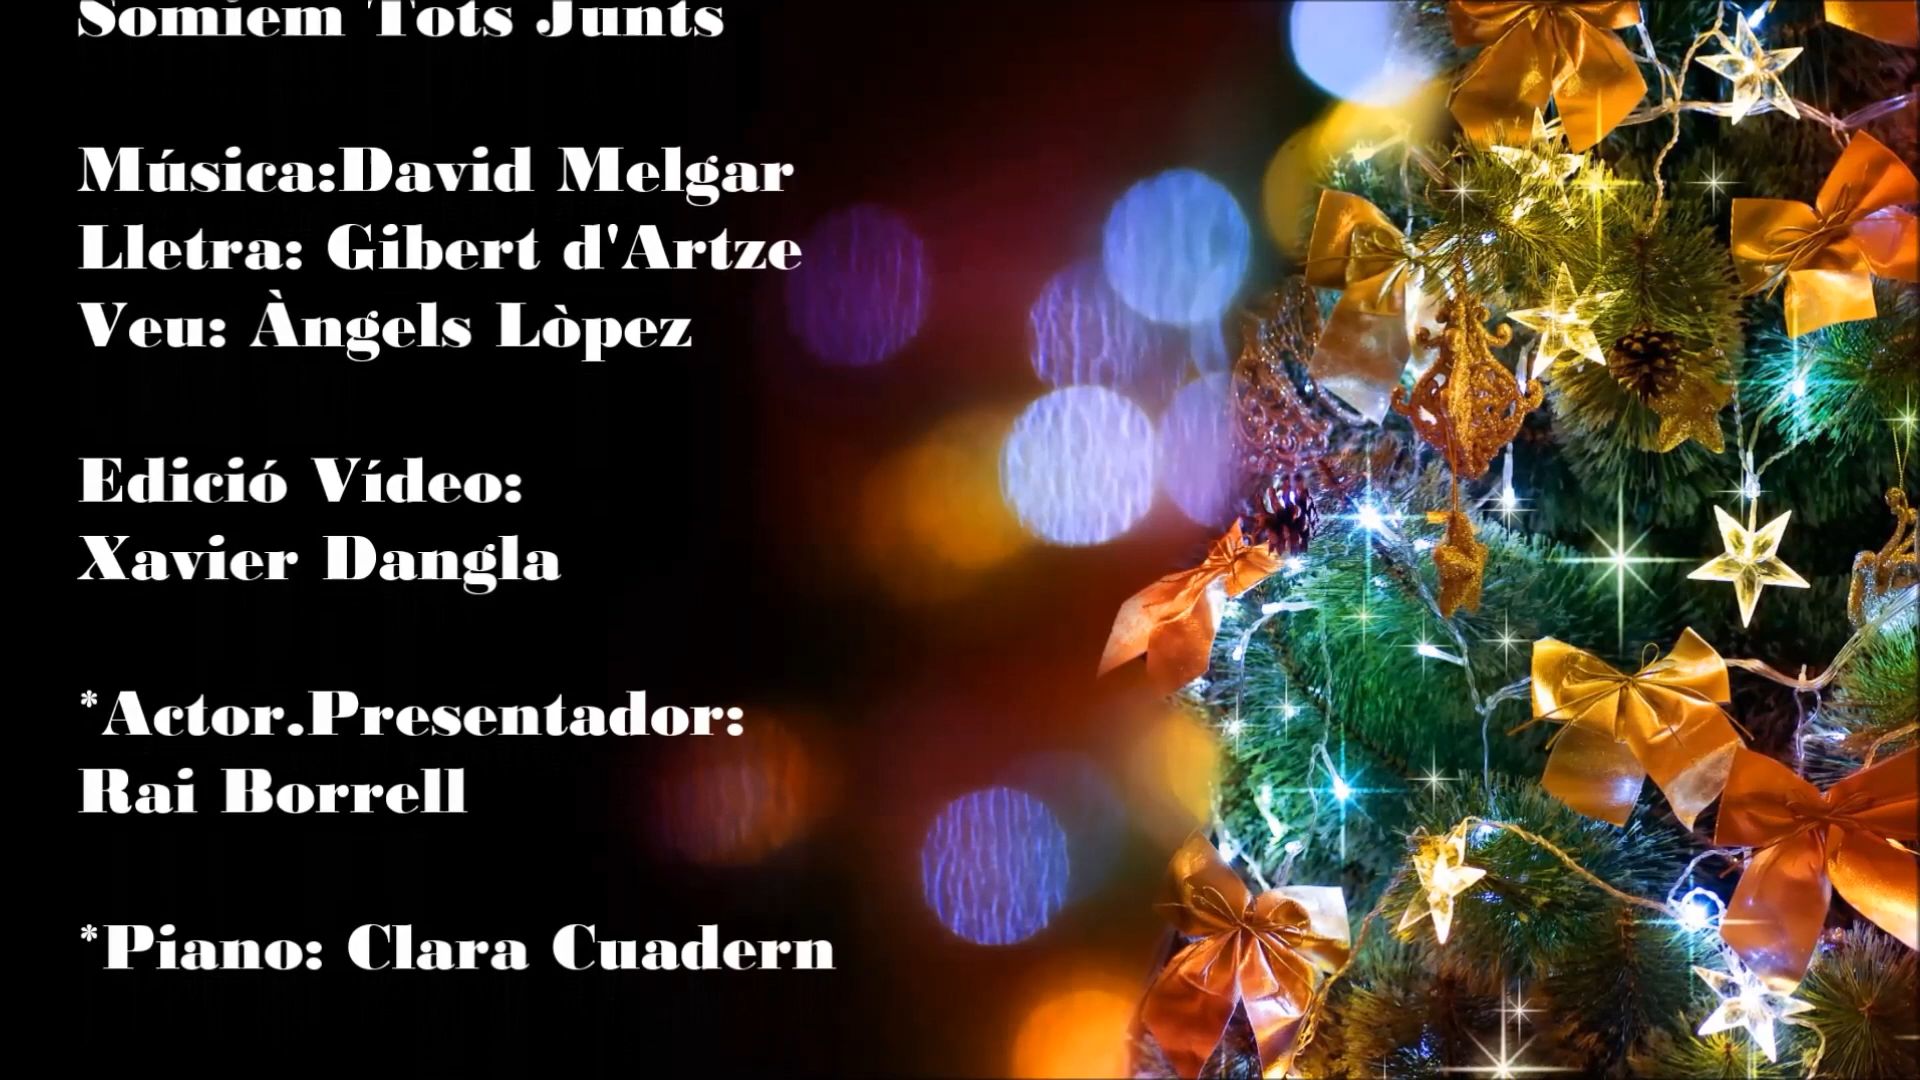 Somiem Tots Junts
Música:David Melgar
Lletra: Gibert d'Artze
Veu: Àngels Lòpez
Edició Vídeo:
Xavier Dangla
*Actor.Presentador:
Rai Borrell
*Piano: Clara Cuadern